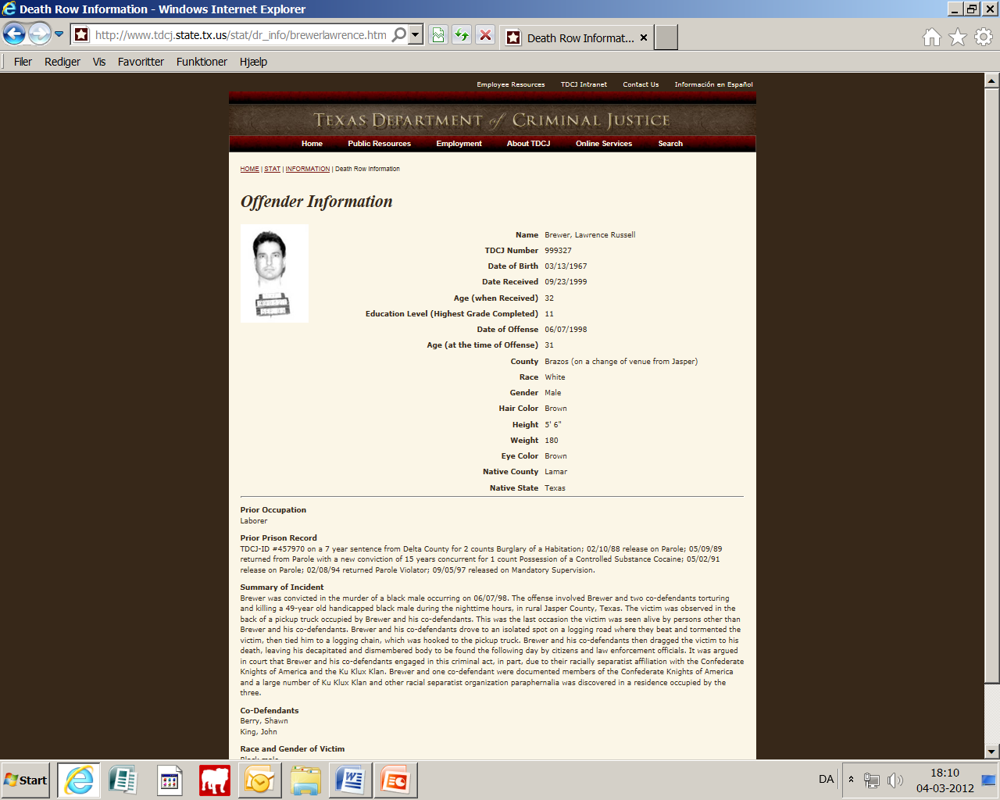 Death Row Information - Windows Internet Explorer
http://www.tdcj.state.tx.us/stat/dr_info/brewerlawrence.htm
Death Row Informat...
Filer Rediger Vis Favoritter Funktioner Hjælp
Employee Resources TDCJ Intranet Contact Us Información en Español
TEXAS DEPARTMENT of CRIMINAL JUSTICE
Home Public Resources Employment About TDCJ Online Services Search
HOME | STAT | INFORMATION | Death Row Information
Offender Information
Name Brewer, Lawrence Russell
TDCJ Number 999327
Date of Birth 03/13/1967
Date Received 09/23/1999
Age (when Received) 32
Education Level (Highest Grade Completed) 11
Date of Offense 06/07/1998
Age (at the time of Offense) 31
County Brazos (on a change of venue from Jasper)
Race White
Gender Male
Hair Color Brown
Height 5' 6"
Weight 180
Eye Color Brown
Native County Lamar
Native State Texas
Prior Occupation
Laborer
Prior Prison Record
TDCJ-ID #457970 on a 7 year sentence from Delta County for 2 counts Burglary of a Habitation; 02/10/88 release on Parole; 05/09/89
returned from Parole with a new conviction of 15 years concurrent for 1 count Possession of a Controlled Substance Cocaine; 05/02/91
release on Parole; 02/08/94 returned Parole Violator; 09/05/97 released on Mandatory Supervision.
Summary of Incident
Brewer was convicted in the murder of a black male occurring on 06/07/98. The offense involved Brewer and two co-defendants torturing
and killing a 49-year old handicapped black male during the nighttime hours, in rural Jasper County, Texas. The victim was observed in the
back of a pickup truck occupied by Brewer and his co-defendants. This was the last occasion the victim was seen alive by persons other than
Brewer and his co-defendants. Brewer and his co-defendants drove to an isolated spot on a logging road where they beat and tormented the
victim, then tied him to a logging chain, which was hooked to the pickup truck. Brewer and his co-defendants then dragged the victim to his
death, leaving his decapitated and dismembered body to be found the following day by citizens and law enforcement officials. It was argued
in court that Brewer and his co-defendants engaged in this criminal act, in part, due to their racially separatist affiliation with the Confederate
Knights of America and the Ku Klux Klan. Brewer and one co-defendant were documented members of the Confederate Knights of America
and a large number of Ku Klux Klan and other racial separatist organization paraphernalia was discovered in a residence occupied by the
three.
Co-Defendants
Berry, Shawn
King, John
Race and Gender of Victim
Black male
Start
DA
18:10
04-03-2012